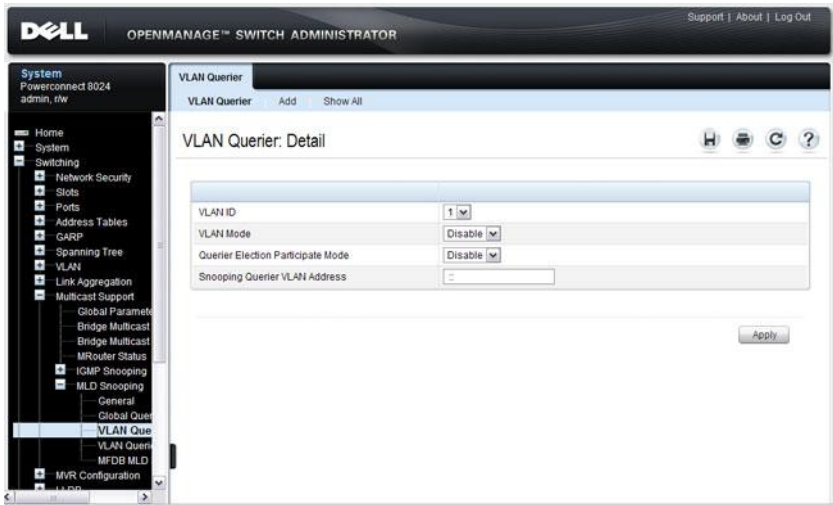 Support | About | Log Out
DELL
OPENMANAGE™ SWITCH ADMINISTRATOR
System
Powerconnect 8024
admin, r/w
Home
System
Switching
Network Security
Slots
Ports
Address Tables
GARP
Spanning Tree
VLAN
Link Aggregation
Multicast Support
Global Paramete
Bridge Multicast
Bridge Multicast
MRouter Status
IGMP Snooping
MLD Snooping
General
Global Quer
VLAN Que
VLAN Queri
MFDB MLD
MVR Configuration
VLAN Querier
VLAN Querier Add Show All
VLAN Querier: Detail
VLAN ID 1
VLAN Mode Disable
Querier Election Participate Mode Disable
Snooping Querier VLAN Address ::
Apply